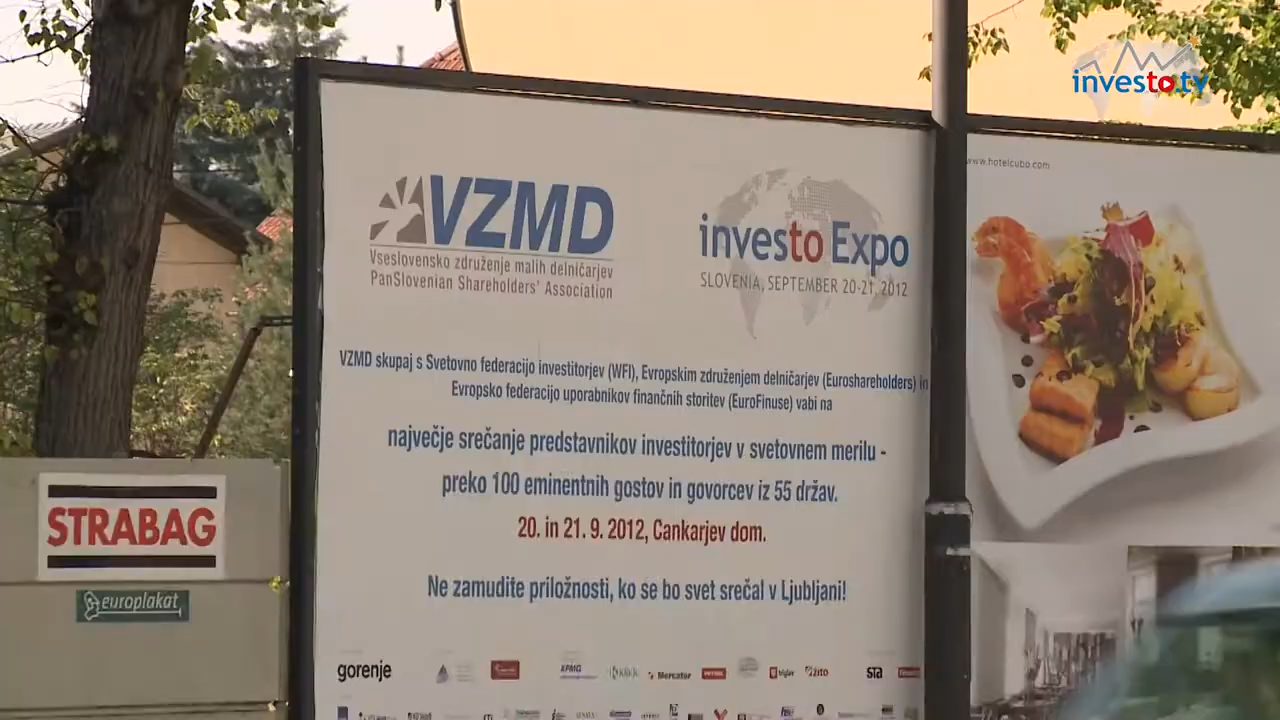 investo.tv
www.hotelcubo.com
VZMD
Vseslovensko združenje malih delničarjev
PanSlovenian Shareholders' Association
investo Expo
SLOVENIA, SEPTEMBER 20-21, 2012
VZMD skupaj s Svetovno federacijo investitorjev (WFI), Evropskim združenjem delničarjev (Euroshareholders) in
Evropsko federacijo uporabnikov finančnih storitev (EuroFinuse) vabi na
največje srečanje predstavnikov investitorjev v svetovnem merilu -
preko 100 eminentnih gostov in govorcev iz 55 držav.
20. in 21. 9. 2012, Cankarjev dom.
Ne zamudite priložnosti, ko se bo svet srečal v Ljubljani!
STRABAG
europlakat
gorenje
KPMG
Mercator
triglav
žito
sta